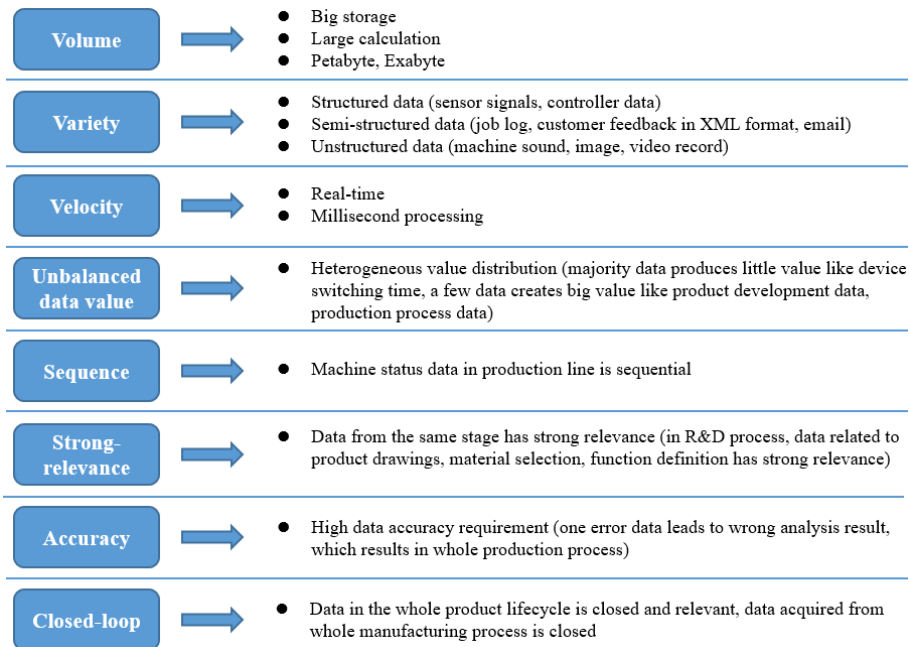 Volume
● Big storage
● Large calculation
● Petabyte, Exabyte
Variety
● Structured data (sensor signals, controller data)
● Semi-structured data (job log, customer feedback in XML format, email)
● Unstructured data (machine sound, image, video record)
Velocity
● Real-time
● Millisecond processing
Unbalanced
data value
● Heterogeneous value distribution (majority data produces little value like device
switching time, a few data creates big value like product development data,
production process data)
Sequence
● Machine status data in production line is sequential
Strong-
relevance
● Data from the same stage has strong relevance (in R&D process, data related to
product drawings, material selection, function definition has strong relevance)
Accuracy
● High data accuracy requirement (one error data leads to wrong analysis result,
which results in whole production process)
Closed-loop
● Data in the whole product lifecycle is closed and relevant, data acquired from
whole manufacturing process is closed